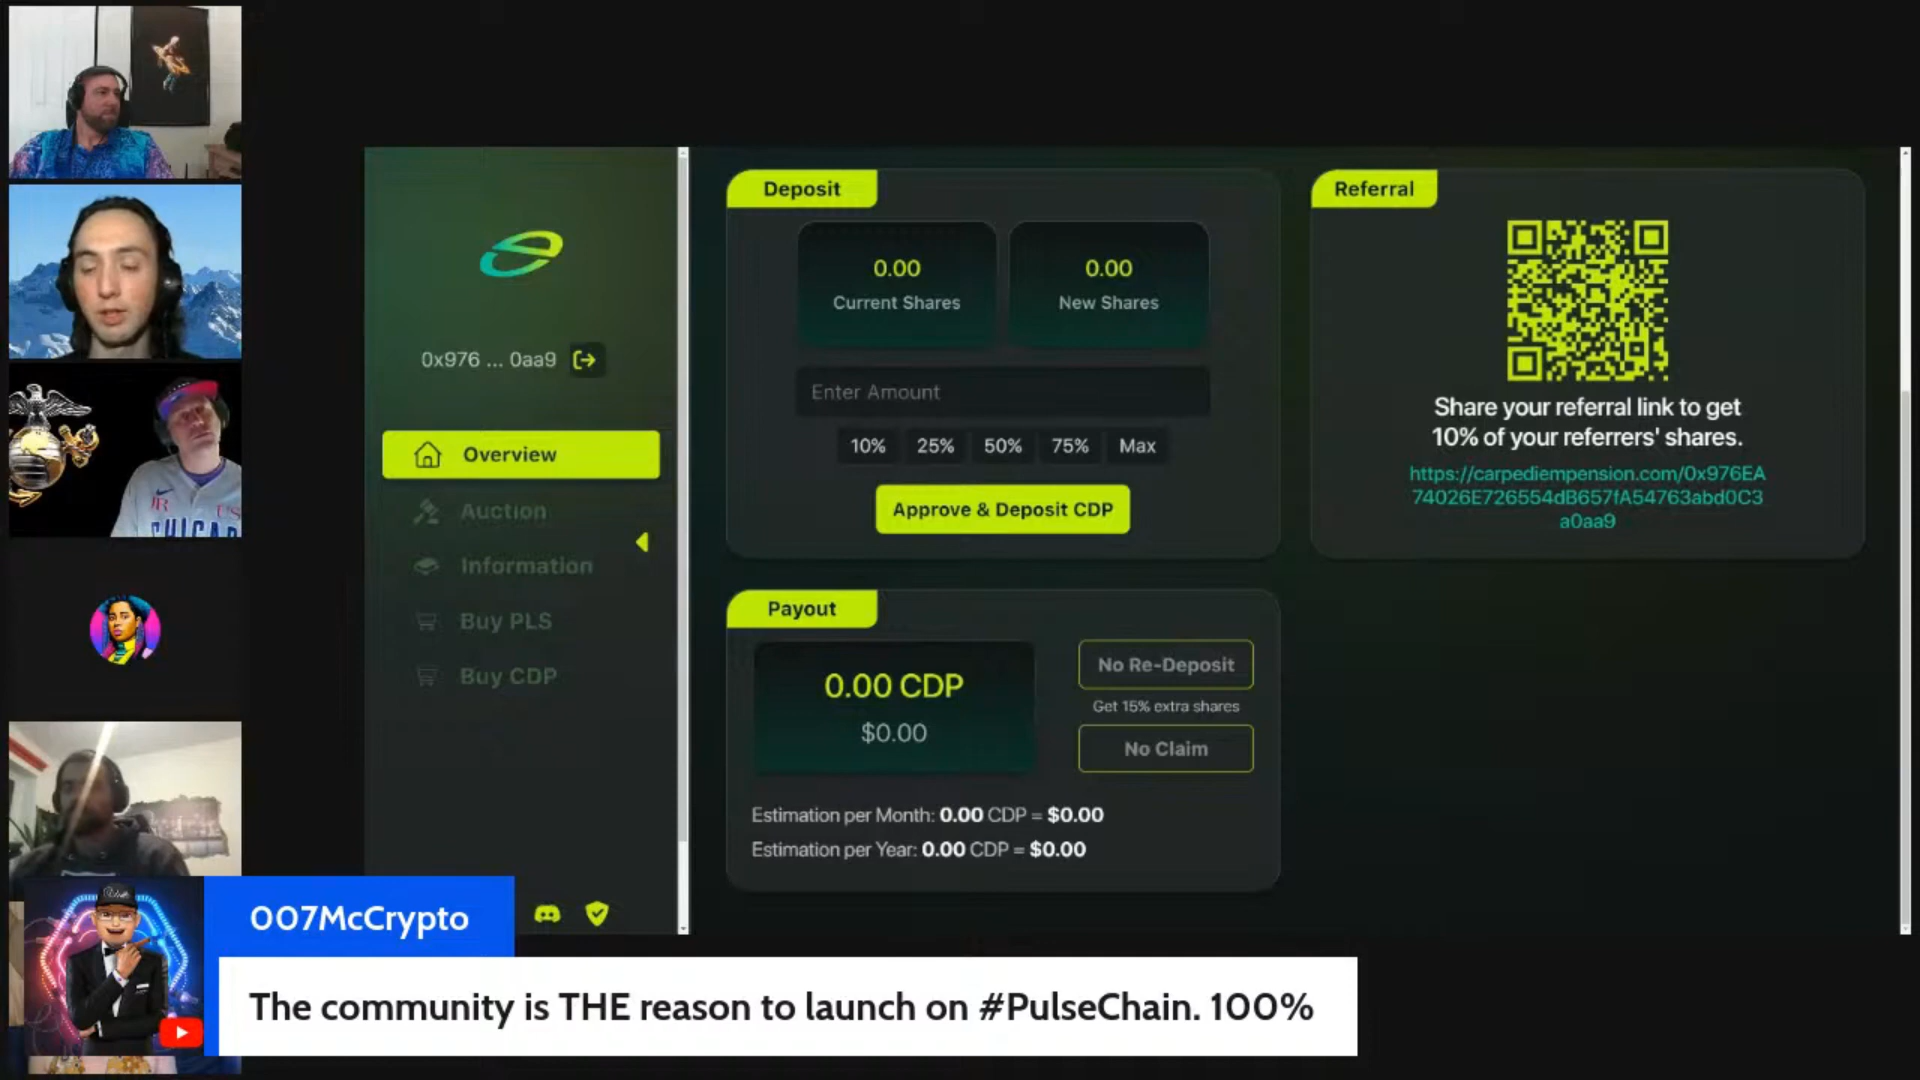 0x976 ... 0aa9
Overview
Auction
Information
Buy PLS
Buy CDP
Deposit
0.00
Current Shares
0.00
New Shares
Enter Amount
10% 25% 50% 75% Max
Approve & Deposit CDP
Referral
Share your referral link to get
10% of your referrers' shares.
https://carpediempension.com/0x976EA
74026E726554dB657fA54763abd0C3
a0aa9
Payout
0.00 CDP
$0.00
No Re-Deposit
Get 15% extra shares
No Claim
Estimation per Month: 0.00 CDP = $0.00
Estimation per Year: 0.00 CDP = $0.00
007McCrypto
The community is THE reason to launch on #PulseChain. 100%